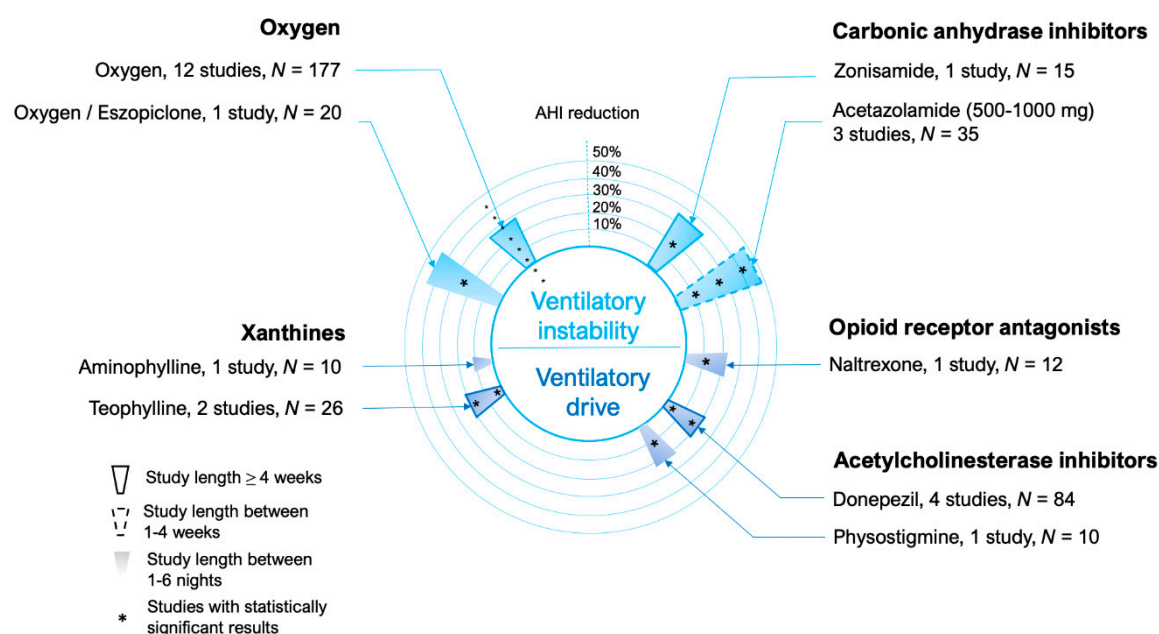 Oxygen
Oxygen, 12 studies, N = 177
Oxygen / Eszopiclone, 1 study, N = 20
Carbonic anhydrase inhibitors
Zonisamide, 1 study, N = 15
Acetazolamide (500-1000 mg)
3 studies, N = 35
AHI reduction
50%
40%
30%
20%
10%
Ventilatory
instability
Ventilatory
drive
Xanthines
Aminophylline, 1 study, N = 10
Teophylline, 2 studies, N = 26
Opioid receptor antagonists
Naltrexone, 1 study, N = 12
Acetylcholinesterase inhibitors
Donepezil, 4 studies, N = 84
Physostigmine, 1 study, N = 10
Study length ≥ 4 weeks
Study length between
1-4 weeks
Study length between
1-6 nights
* Studies with statistically
significant results